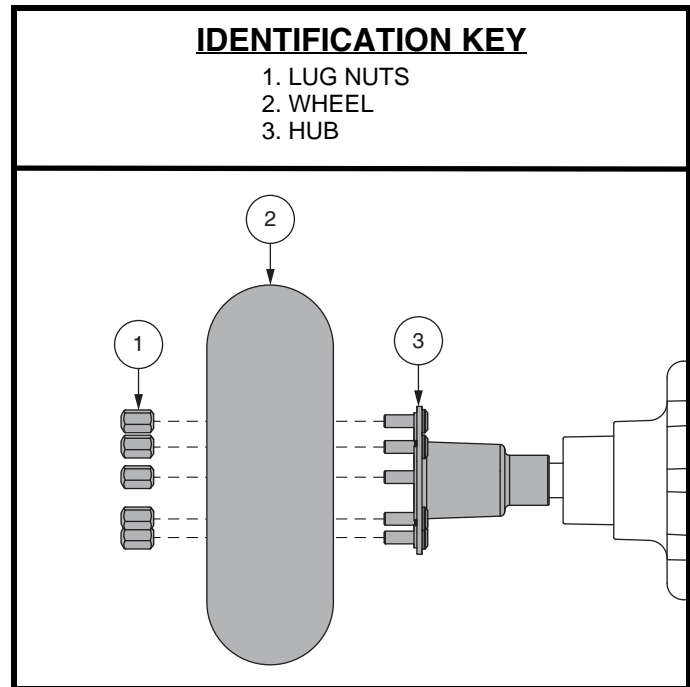 IDENTIFICATION KEY
1. LUG NUTS
2. WHEEL
3. HUB
2
1
3